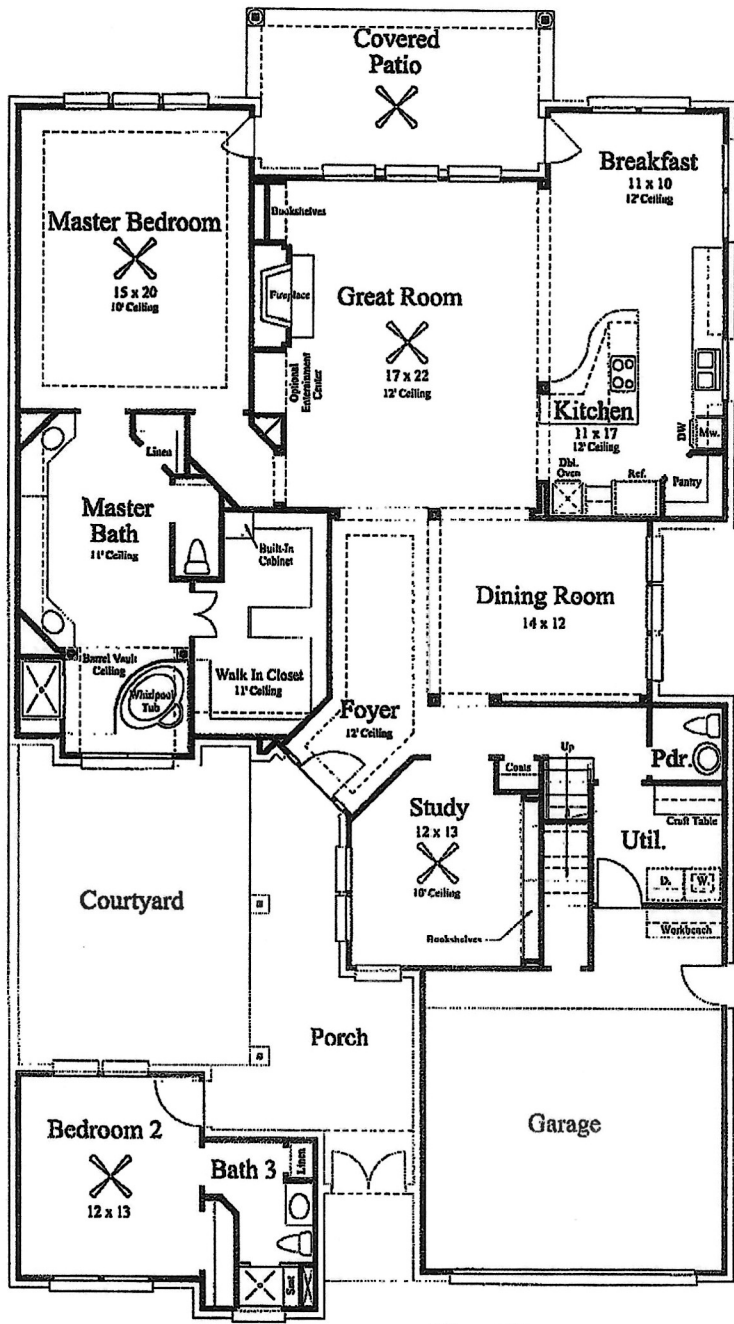 Covered
Patio
Breakfast
11 x 10
12' Ceiling
Master Bedroom
15 x 20
10' Ceiling
Bookshelves
Fireplace
Great Room
17 x 22
12' Ceiling
Optional
Entertainment
Center
Kitchen
11 x 17
12' Ceiling
DW
Mw.
Dbl.
Oven
Ref.
Pantry
Linen
Master
Bath
11' Ceiling
Built-In
Cabinet
Dining Room
14 x 12
Barrel Vault
Ceiling
Whirlpool
Tub
Walk In Closet
11' Ceiling
Foyer
12' Ceiling
Coats
Up
Pdr.
Study
12 x 13
10' Ceiling
Craft Table
Util.
D.
W
Bookshelves
Workbench
Courtyard
Porch
Garage
Bedroom 2
12 x 13
Bath 3
Linen
Seat